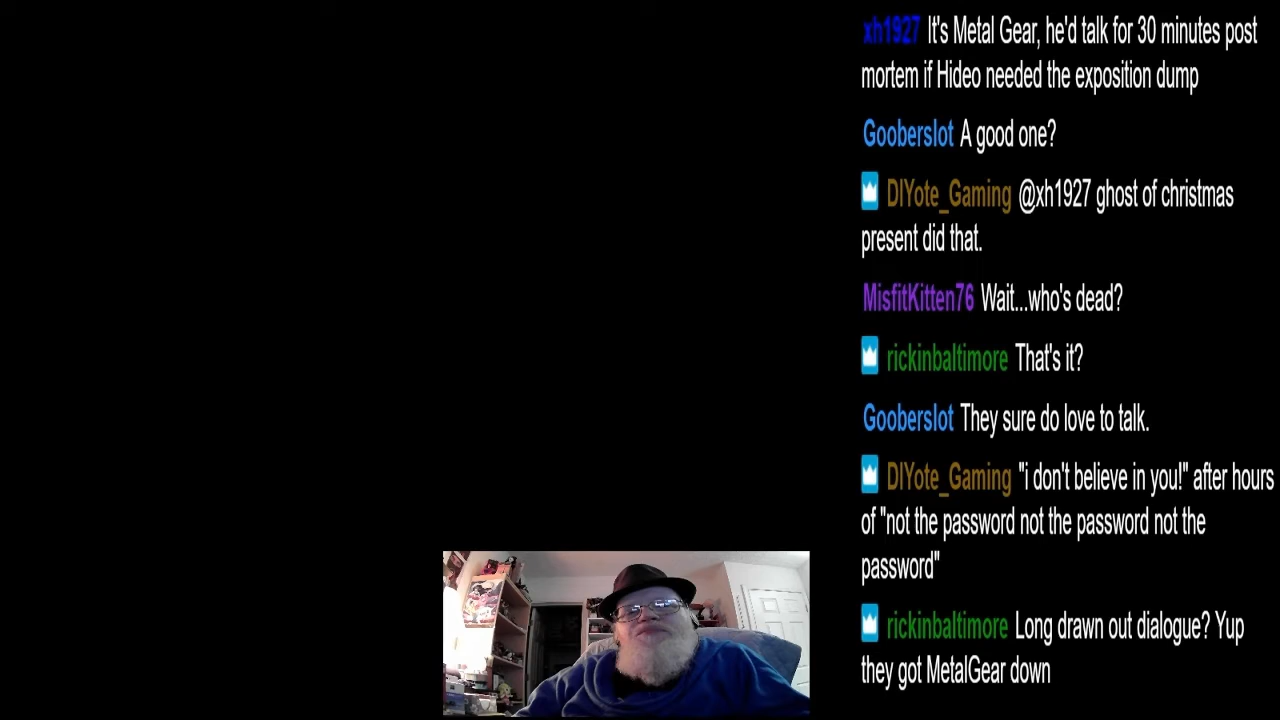 xh1927 It's Metal Gear, he'd talk for 30 minutes post
mortem if Hideo needed the exposition dump
Gooberslot A good one?
DIYote_Gaming @xh1927 ghost of christmas
present did that.
MisfitKitten76 Wait...who's dead?
rickinbaltimore That's it?
Gooberslot They sure do love to talk.
DIYote_Gaming "i don't believe in you!" after hours
of "not the password not the password not the
password"
rickinbaltimore Long drawn out dialogue? Yup
they got MetalGear down